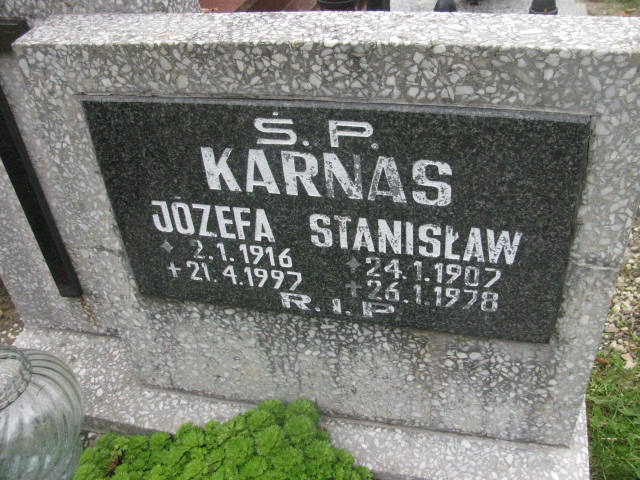 Ś. P.
KARNAS
JÓZEFA STANISŁAW
2.1.1916 24.1.1907
+ 21.4.1997 + 26.1.1978
R.I.P